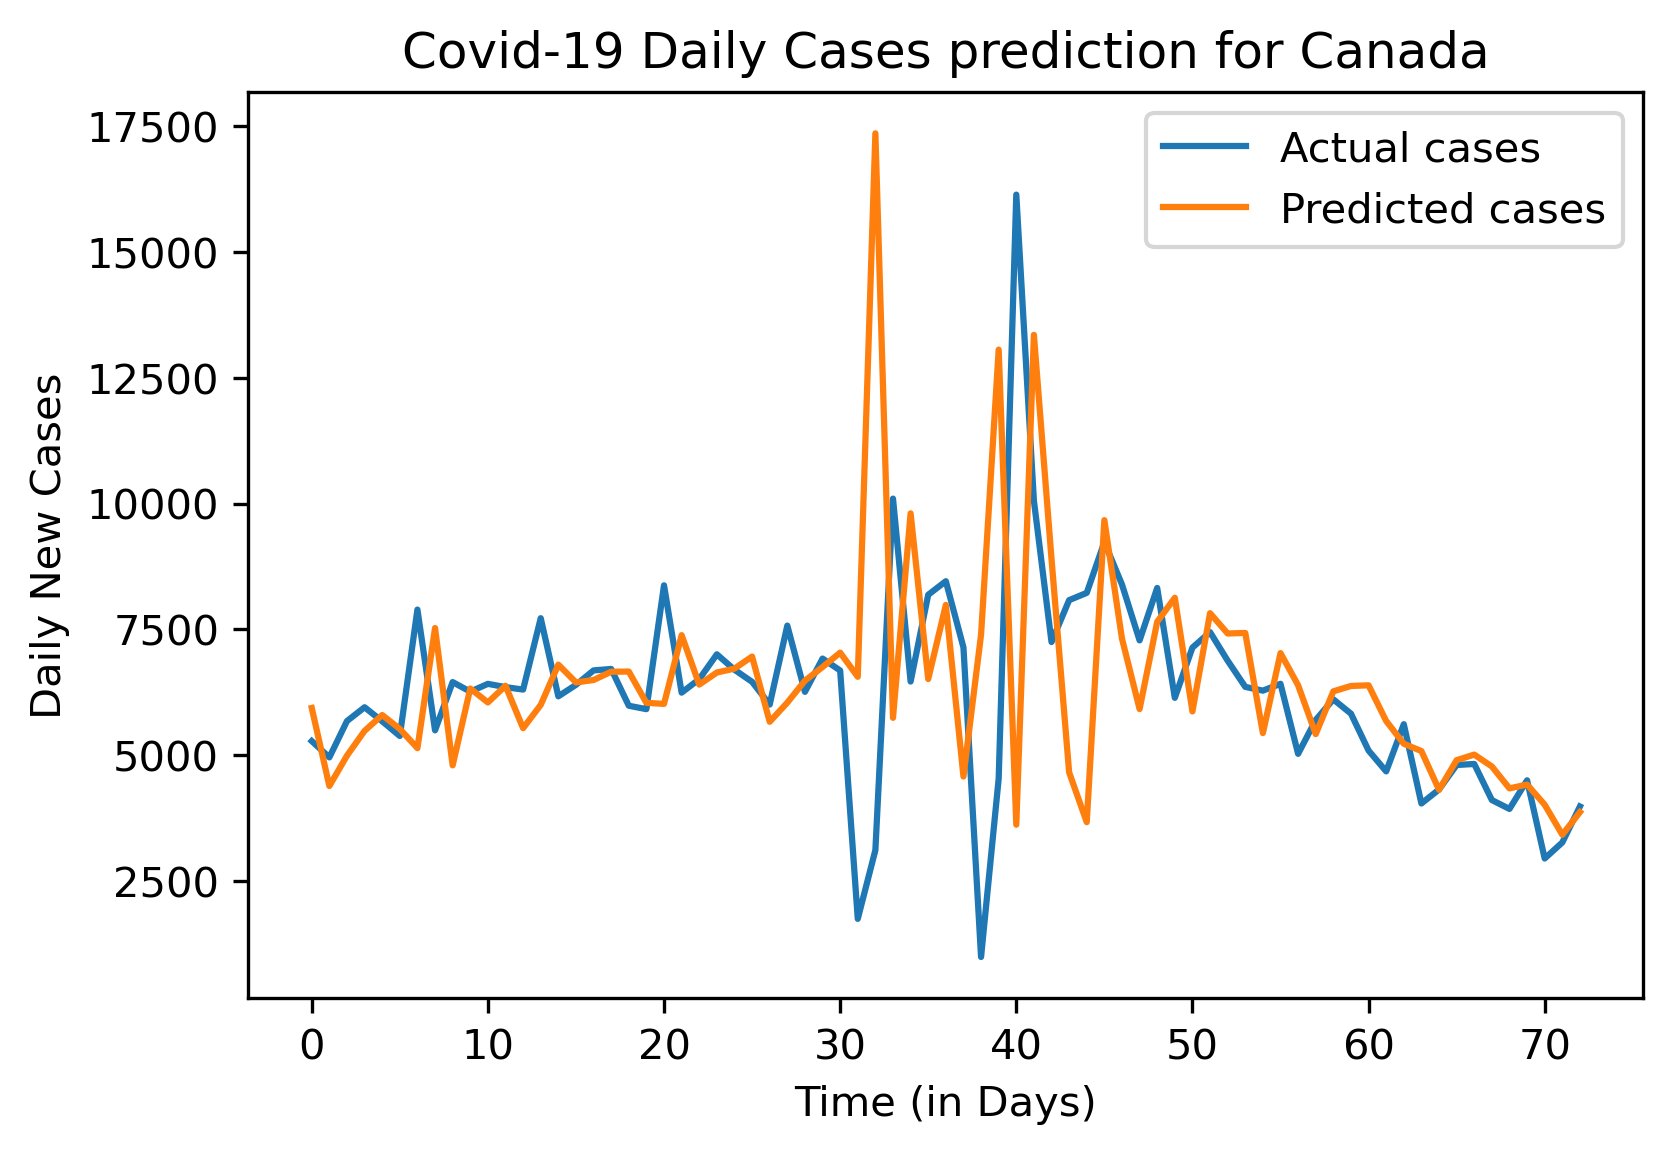 Covid-19 Daily Cases prediction for Canada
17500
15000
12500
10000
7500
5000
2500
Daily New Cases
Actual cases
Predicted cases
0 10 20 30 40 50 60 70
Time (in Days)